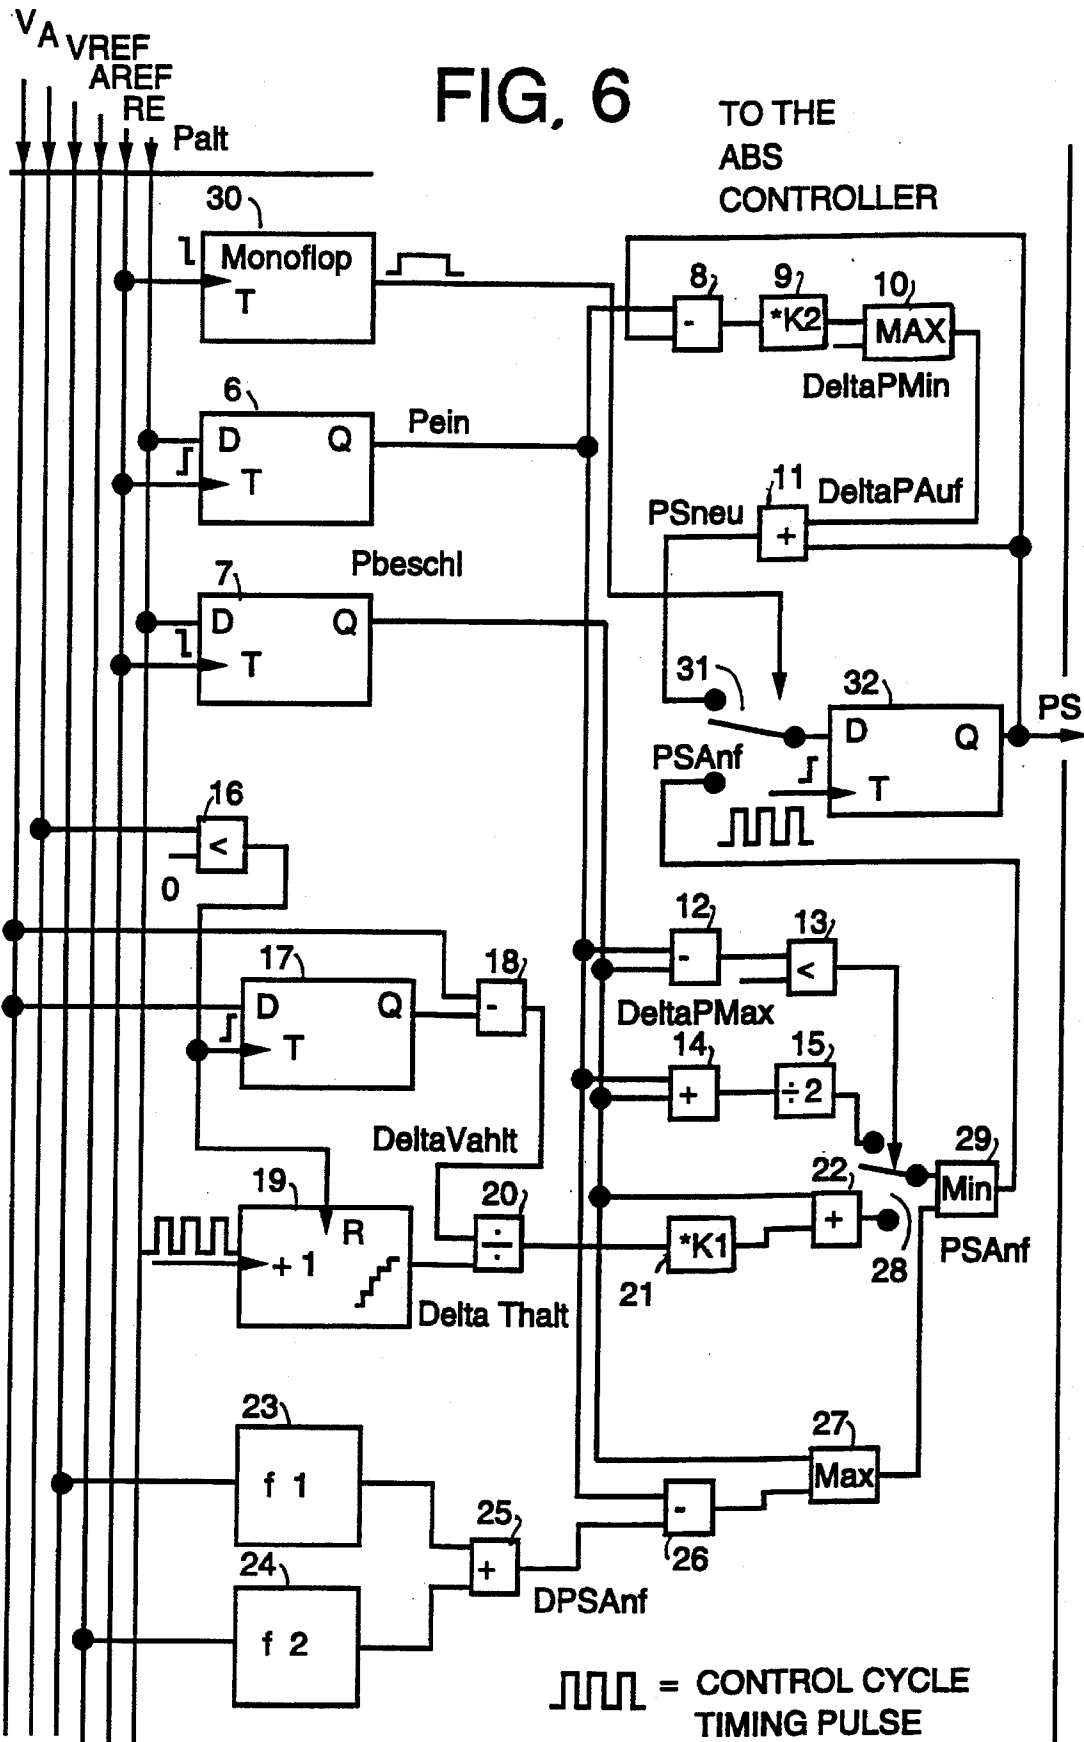 V
A
VREF
AREF
RE
Palt
FIG, 6
TO THE
ABS
CONTROLLER
30
Monoflop
T
8
-
9
*K2
10
MAX
DeltaPMin
6
D
Q
T
Pein
11
+
DeltaPAuf
PSneu
7
D
Q
T
Pbeschl
31
32
D
Q
T
PS
PSAnf
16
<
0
12
-
13
<
DeltaPMax
17
D
Q
T
18
-
14
+
15
÷2
DeltaVahlt
19
R
+1
20
÷
Delta Thalt
21
*K1
22
+
28
29
Min
PSAnf
23
f 1
24
f 2
25
+
DPSAnf
26
-
27
Max
= CONTROL CYCLE
TIMING PULSE